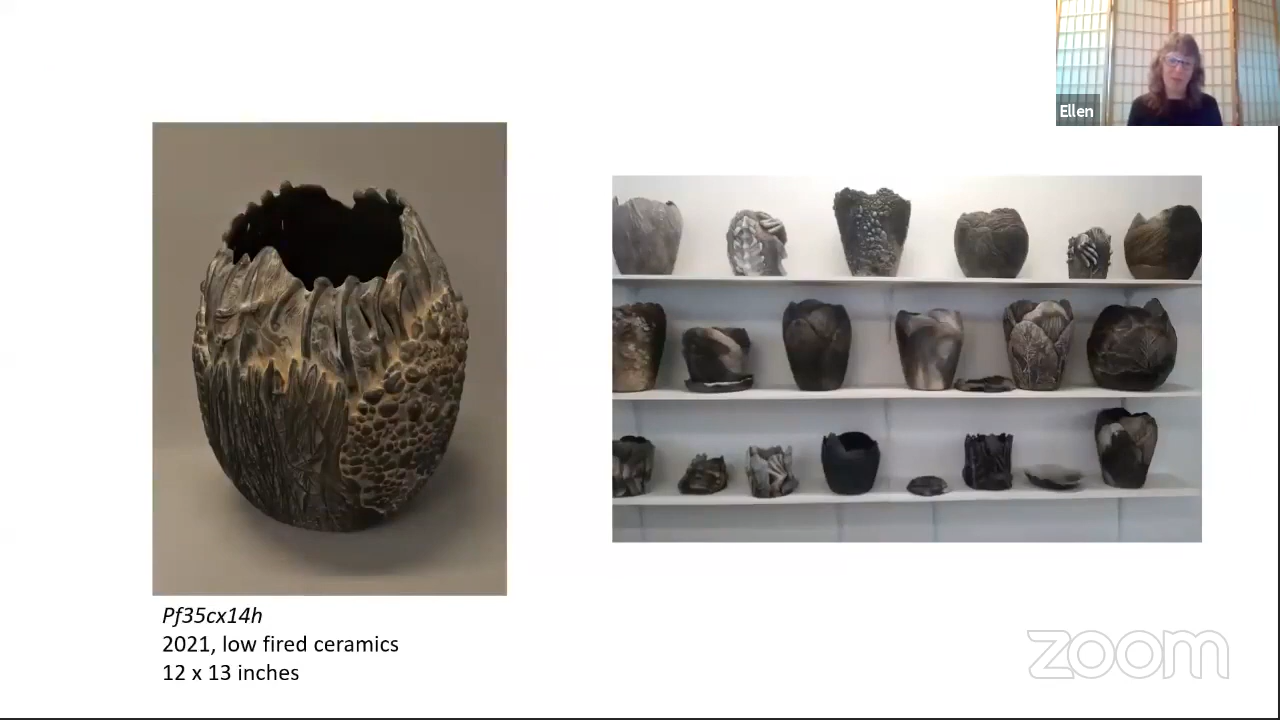 Ellen
Pf35cx14h
2021, low fired ceramics
12 x 13 inches
zoom